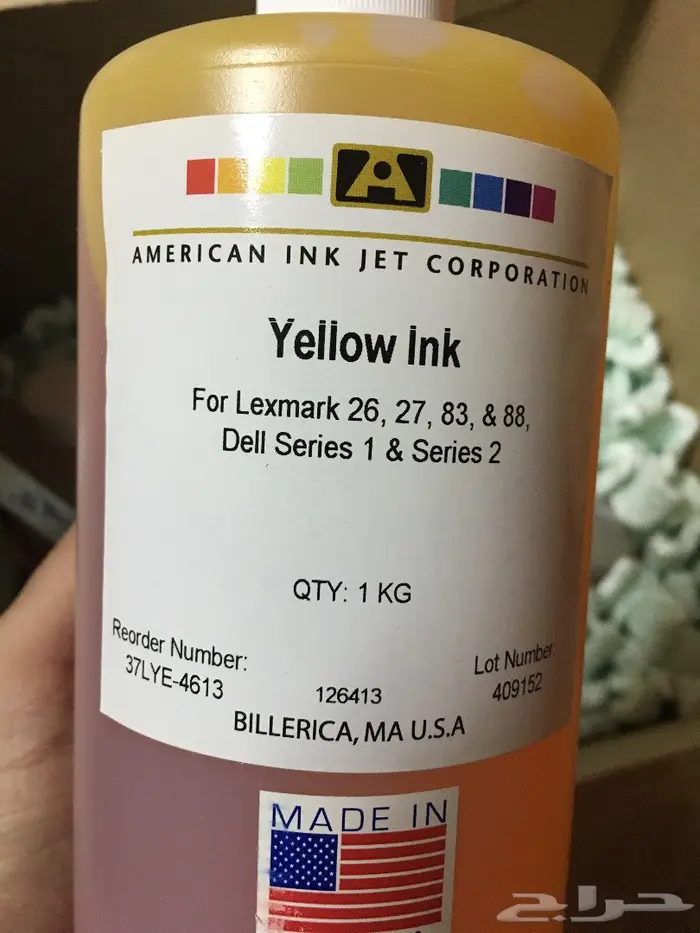 AMERICAN INK JET CORPORATION
Yellow Ink
For Lexmark 26, 27, 83, & 88,
Dell Series 1 & Series 2
QTY: 1 KG
Reorder Number:
37LYE-4613
126413
Lot Number
409152
BILLERICA, MA U.S.A
MADE IN
حراج